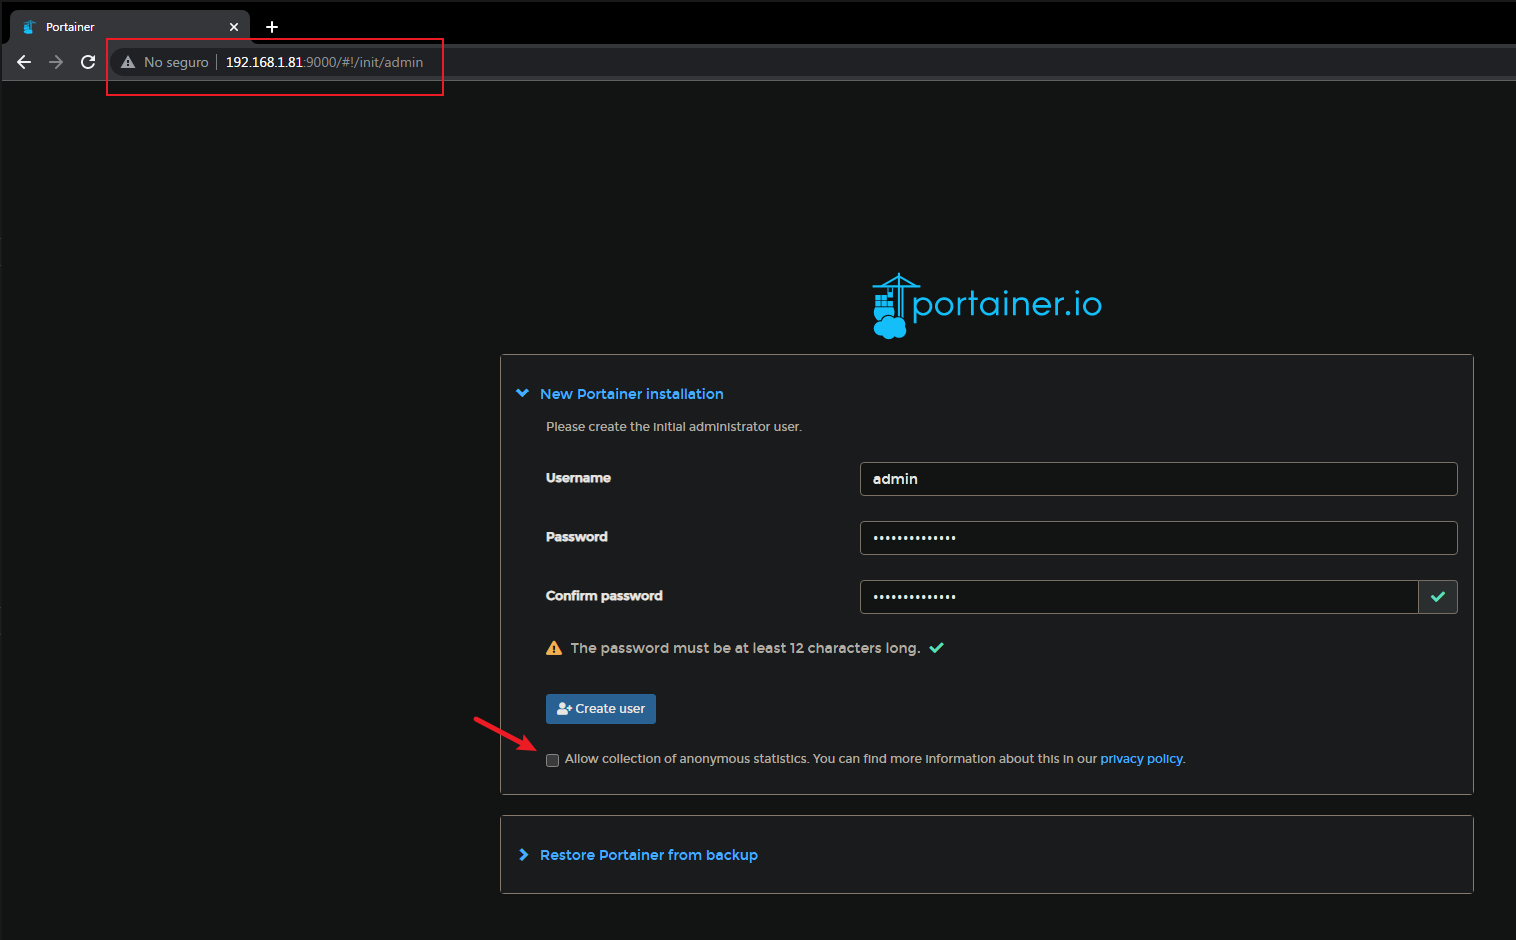 Portainer
No seguro 192.168.1.81:9000/#!/init/admin
portainer.io
New Portainer installation
Please create the initial administrator user.
Username admin
Password ••••••••••••••
Confirm password ••••••••••••••
The password must be at least 12 characters long.
Create user
Allow collection of anonymous statistics. You can find more information about this in our privacy policy.
Restore Portainer from backup